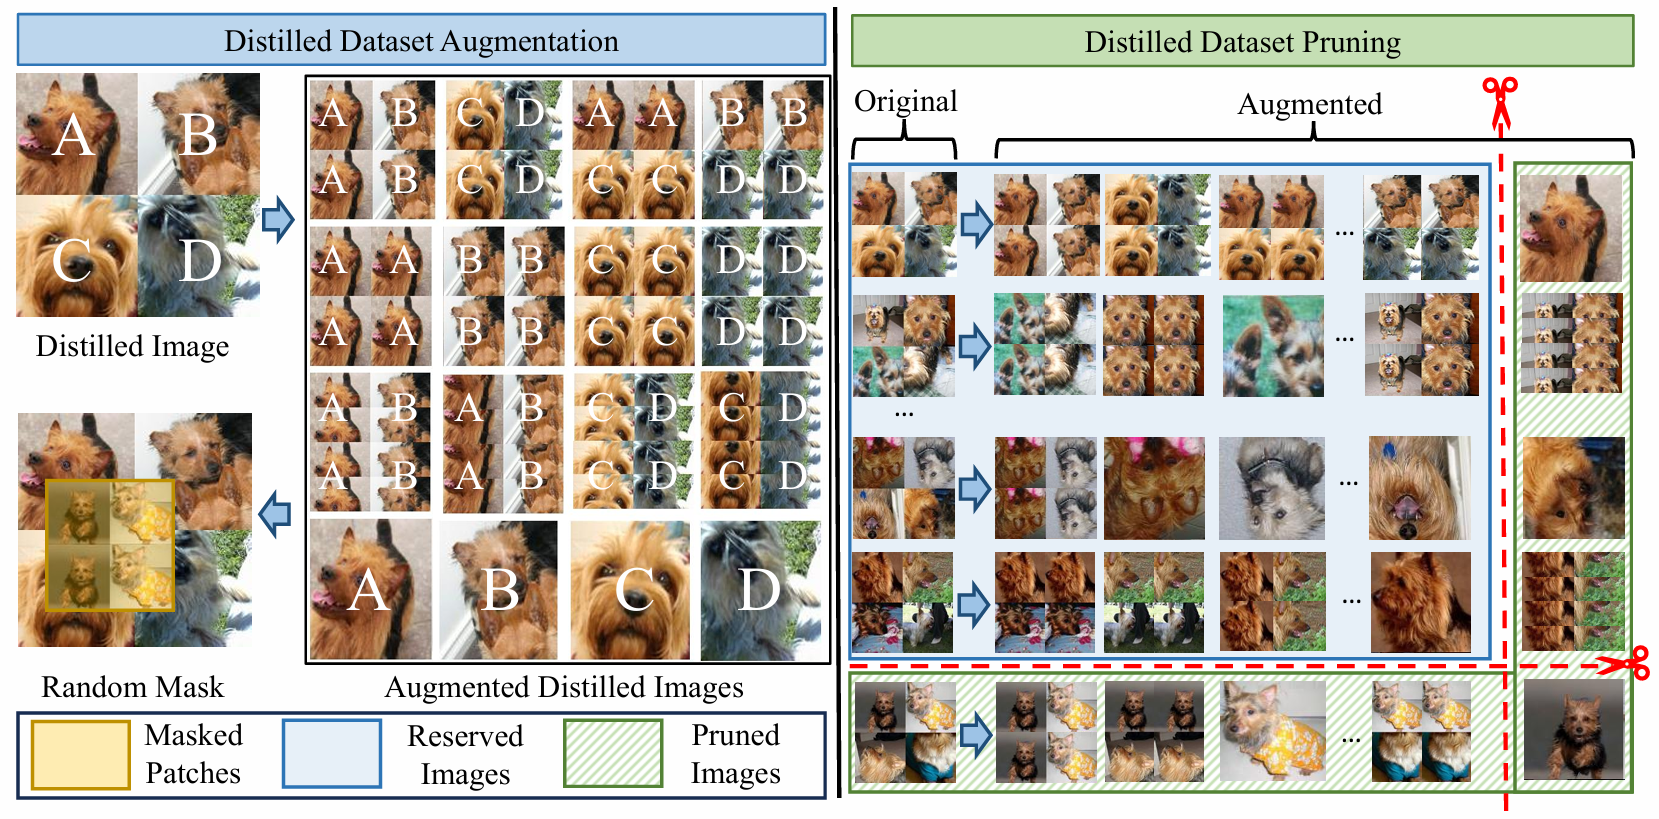 Distilled Dataset Augmentation
A B
C D
Distilled Image
A B C D A A B B
A B C D C C D D
A A B B C C D D
A A B B C C D D
A B A B C D C D
A B A B C D C D
A B C D
Random Mask
Augmented Distilled Images
Masked
Patches
Reserved
Images
Pruned
Images
Distilled Dataset Pruning
Original
Augmented
...
...
...
...
...
...